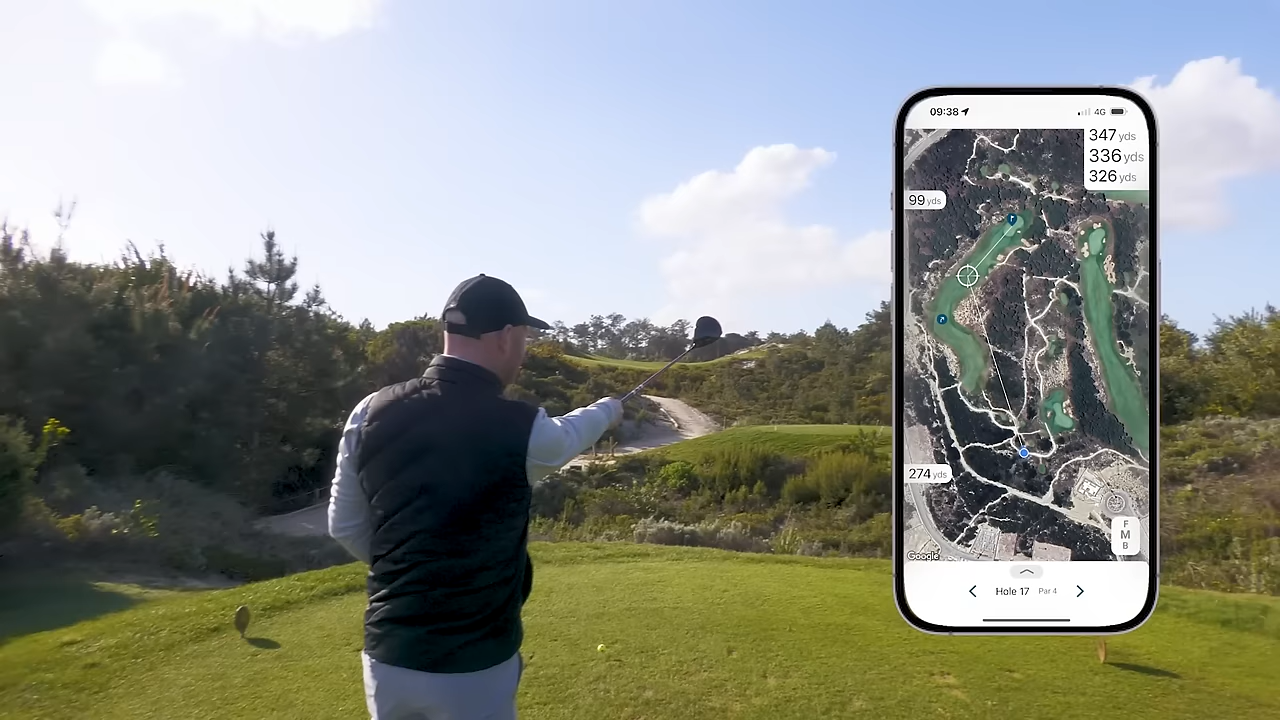 09:38
4G
347 yds
336 yds
326 yds
99 yds
274 yds
F
M
B
Google
Hole 17 Par 4